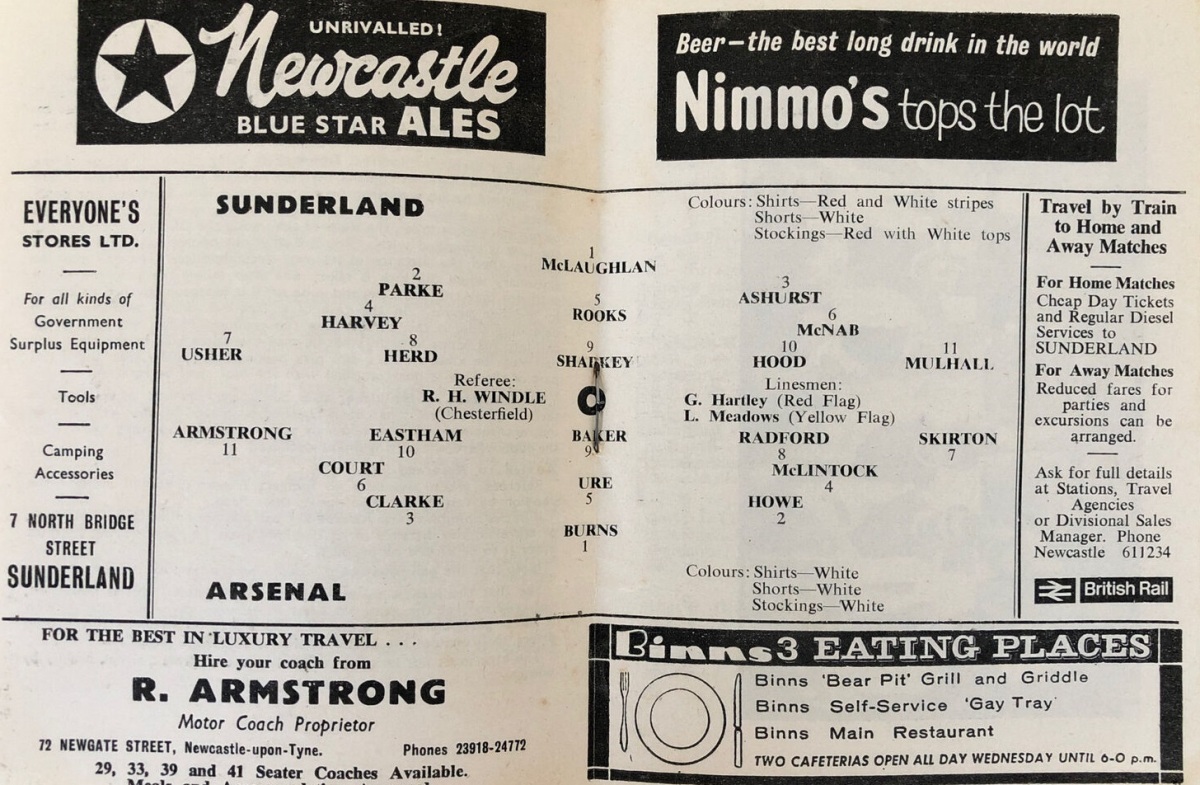 UNRIVALLED!
Newcastle
BLUE STAR ALES
Beer—the best long drink in the world
Nimmo's tops the lot
EVERYONE'S
STORES LTD.
For all kinds of
Government
Surplus Equipment
Tools
Camping
Accessories
7 NORTH BRIDGE
STREET
SUNDERLAND
SUNDERLAND
Colours: Shirts—Red and White stripes
Shorts—White
Stockings—Red with White tops
1
McLAUGHLAN
2
PARKE
3
ASHURST
4
HARVEY
5
ROOKS
6
McNAB
7
USHER
8
HERD
9
SHARKEY
10
HOOD
11
MULHALL
Referee:
R. H. WINDLE
(Chesterfield)
Linesmen:
G. Hartley (Red Flag)
L. Meadows (Yellow Flag)
ARMSTRONG
11
EASTHAM
10
BAKER
9
RADFORD
8
SKIRTON
7
COURT
6
URE
5
McLINTOCK
4
CLARKE
3
HOWE
2
BURNS
1
ARSENAL
Colours: Shirts—White
Shorts—White
Stockings—White
Travel by Train
to Home and
Away Matches
For Home Matches
Cheap Day Tickets
and Regular Diesel
Services to
SUNDERLAND
For Away Matches
Reduced fares for
parties and
excursions can be
arranged.
Ask for full details
at Stations, Travel
Agencies
or Divisional Sales
Manager. Phone
Newcastle 611234
British Rail
FOR THE BEST IN LUXURY TRAVEL . . .
Hire your coach from
R. ARMSTRONG
Motor Coach Proprietor
72 NEWGATE STREET, Newcastle-upon-Tyne. Phones 23918-24772
29, 33, 39 and 41 Seater Coaches Available.
Binns 3 EATING PLACES
Binns 'Bear Pit' Grill and Griddle
Binns Self-Service 'Gay Tray'
Binns Main Restaurant
TWO CAFETERIAS OPEN ALL DAY WEDNESDAY UNTIL 6-0 p.m.